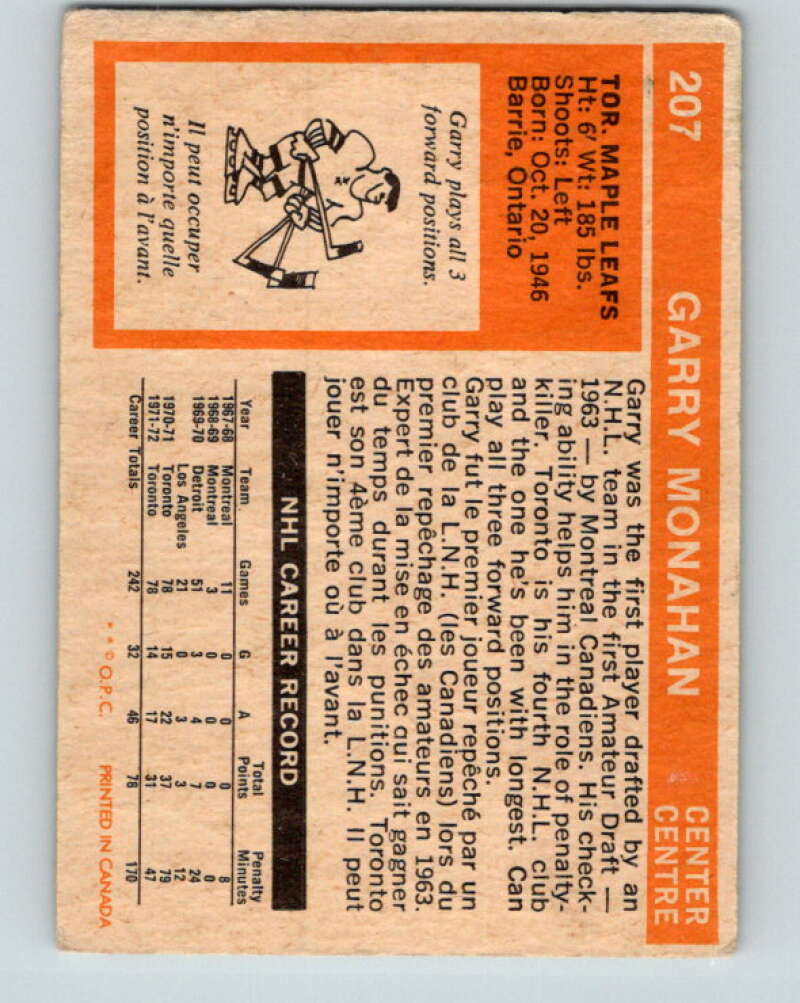 207 GARRY MONAHAN CENTER
CENTRE
TOR. MAPLE LEAFS
Ht: 6' Wt: 185 lbs.
Shoots: Left
Born: Oct. 20, 1946
Barrie, Ontario
Garry plays all 3
forward positions.
Il peut occuper
n'importe quelle
position à l'avant.
Garry was the first player drafted by an
N.H.L. team in the first Amateur Draft —
1963 — by Montreal Canadiens. His check-
ing ability helps him in the role of penalty-
killer. Toronto is his fourth N.H.L. club
and the one he's been with longest. Can
play all three forward positions.
Garry fut le premier joueur repêché par un
club de la L.N.H. (les Canadiens) lors du
premier repêchage des amateurs en 1963.
Expert de la mise en échec qui sait gagner
du temps durant les punitions. Toronto
est son 4ème club dans la L.N.H. Il peut
jouer n'importe où à l'avant.
NHL CAREER RECORD
Year Team Games G A Total Points Penalty Minutes
1967-68 Montreal 11 0 0 0 8
1968-69 Montreal 3 0 0 0 0
1969-70 Detroit 51 3 4 7 24
Los Angeles 21 0 3 3 12
1970-71 Toronto 78 15 22 37 79
1971-72 Toronto 78 14 17 31 47
Career Totals 242 32 46 78 170
* * © O.P.C. PRINTED IN CANADA